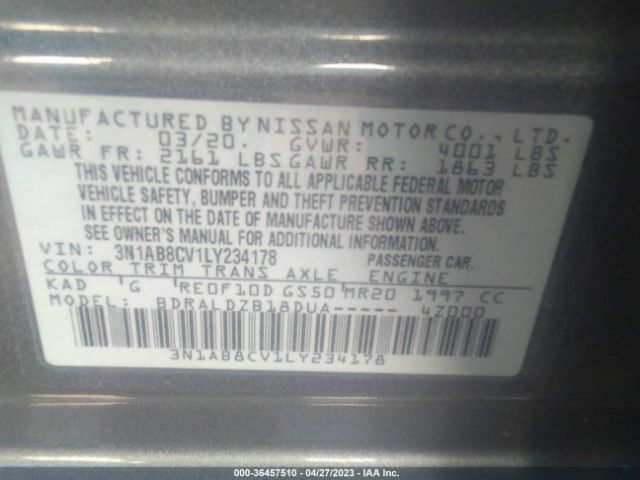 MANUFACTURED BY NISSAN MOTOR CO., LTD.
DATE: 03/20. GVWR: 4001 LBS
GAWR FR: 2161 LBS GAWR RR: 1863 LBS
THIS VEHICLE CONFORMS TO ALL APPLICABLE FEDERAL MOTOR
VEHICLE SAFETY, BUMPER AND THEFT PREVENTION STANDARDS
IN EFFECT ON THE DATE OF MANUFACTURE SHOWN ABOVE.
SEE OWNER'S MANUAL FOR ADDITIONAL INFORMATION.
VIN: 3N1AB8CV1LY234178 PASSENGER CAR.
COLOR TRIM TRANS AXLE ENGINE
KAD G RE0F10D GS50 MR20 1997 CC
MODEL: BDRALDZB18DUA----- 4Z000
3N1AB8CV1LY234178
000-36457510 - 04/27/2023 - IAA Inc.